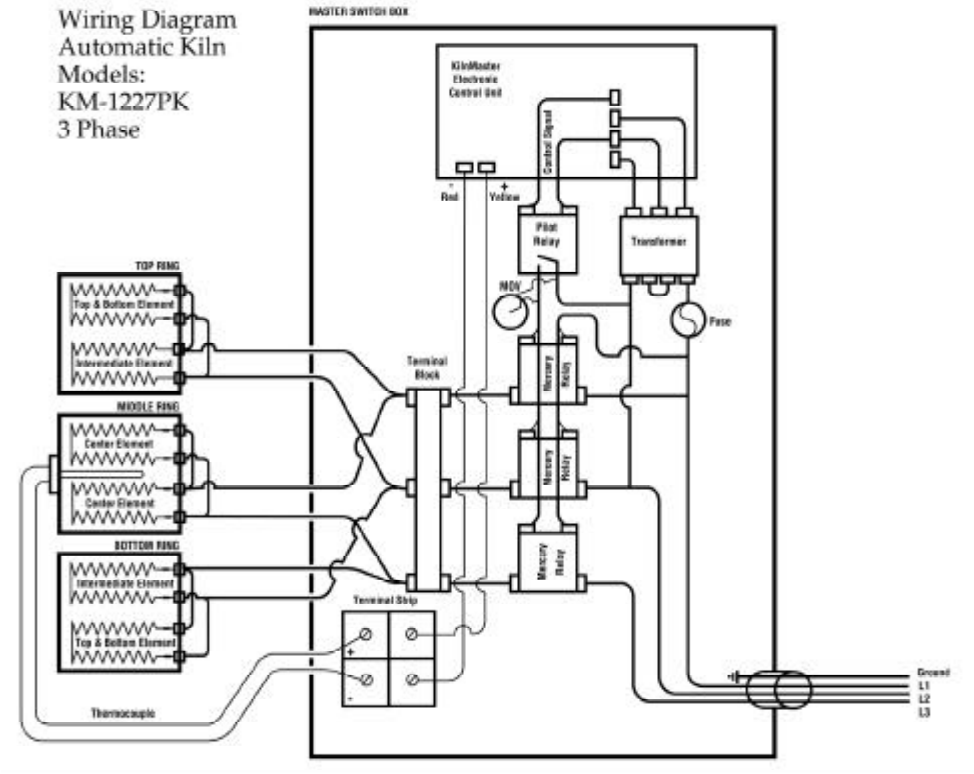 Wiring Diagram
Automatic Kiln
Models:
KM-1227PK
3 Phase
MASTER SWITCH BOX
KilnMaster
Electronic
Control Unit
Control Signal
-
Red
+
Yellow
Pilot
Relay
Transformer
MOV
Fuse
TOP RING
Top & Bottom Element
Intermediate Element
Terminal
Block
Mercury
Relay
MIDDLE RING
Center Element
Center Element
Mercury
Relay
BOTTOM RING
Intermediate Element
Top & Bottom Element
Mercury
Relay
Terminal Strip
+
-
Thermocouple
Ground
L1
L2
L3